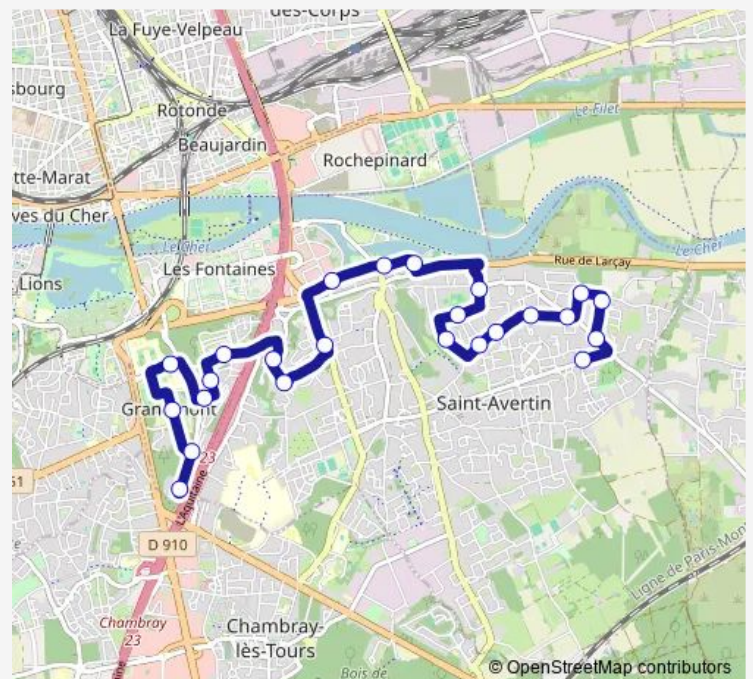 des-Corps
La Fuye-Velpeau
sbourg
Rotonde
Le Filet
Beaujardin
Rochepinard
tte-Marat
ves du Cher
Le Cher
Le Cher
Les Fontaines
Rue de Larçay
Lions
Grandmont
Saint-Avertin
23
51
L'Aquitaine
D 910
Ligne de Paris-Mon
Chambray
23
Chambray-
lès-Tours
Bois de
© OpenStreetMap contributors